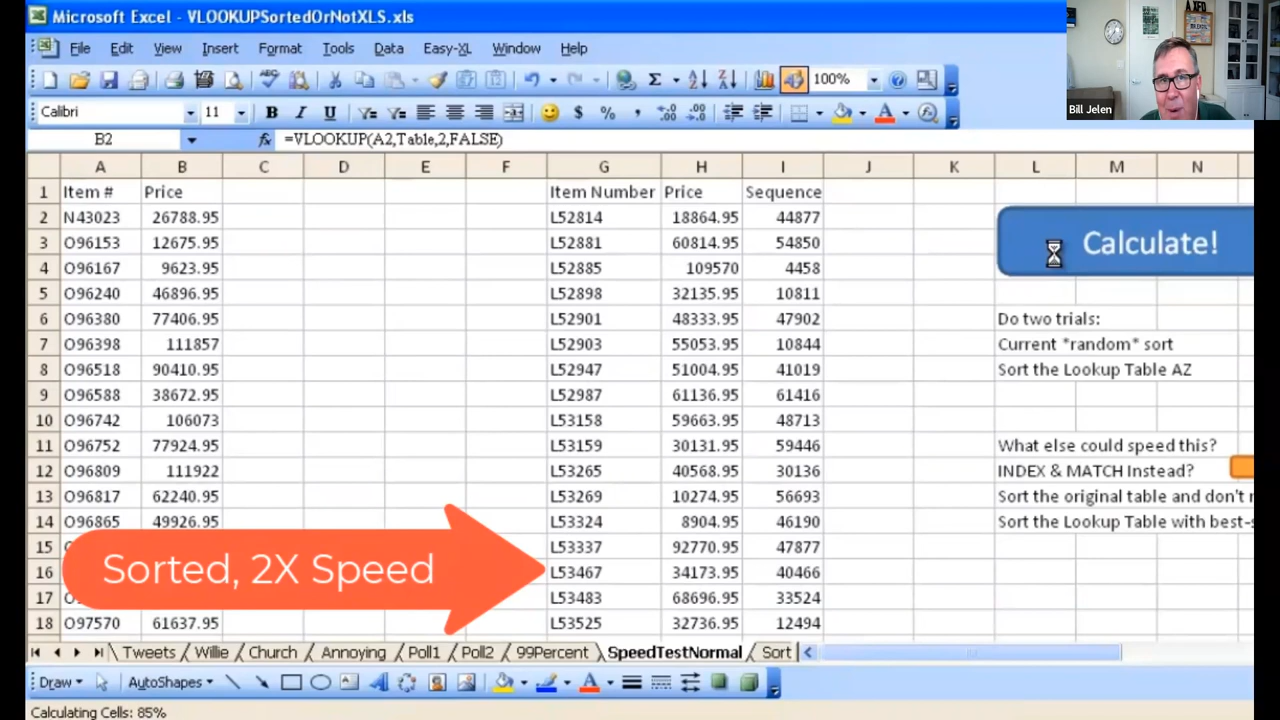 Microsoft Excel - VLOOKUPSortedOrNotXLS.xls
File Edit View Insert Format Tools Data Easy-XL Window Help
100%
Calibri 11 B I U $ % ,
B2 fx =VLOOKUP(A2,Table,2,FALSE)
Bill Jelen
A B C D E F G H I J K L M N
1 Item # Price Item Number Price Sequence
2 N43023 26788.95 L52814 18864.95 44877
3 O96153 12675.95 L52881 60814.95 54850
Calculate!
4 O96167 9623.95 L52885 109570 4458
5 O96240 46896.95 L52898 32135.95 10811
6 O96380 77406.95 L52901 48333.95 47902 Do two trials:
7 O96398 111857 L52903 55053.95 10844 Current *random* sort
8 O96518 90410.95 L52947 51004.95 41019 Sort the Lookup Table AZ
9 O96588 38672.95 L52987 61136.95 61416
10 O96742 106073 L53158 59663.95 48713
11 O96752 77924.95 L53159 30131.95 59446 What else could speed this?
12 O96809 111922 L53265 40568.95 30136 INDEX & MATCH Instead?
13 O96817 62240.95 L53269 10274.95 56693 Sort the original table and don't
14 O96865 49926.95 L53324 8904.95 46190 Sort the Lookup Table with best-
15 L53337 92770.95 47877
Sorted, 2X Speed
16 L53467 34173.95 40466
17 L53483 68696.95 33524
18 O97570 61637.95 L53525 32736.95 12494
Tweets Willie Church Annoying Poll1 Poll2 99Percent SpeedTestNormal Sort
Draw AutoShapes
Calculating Cells: 85%